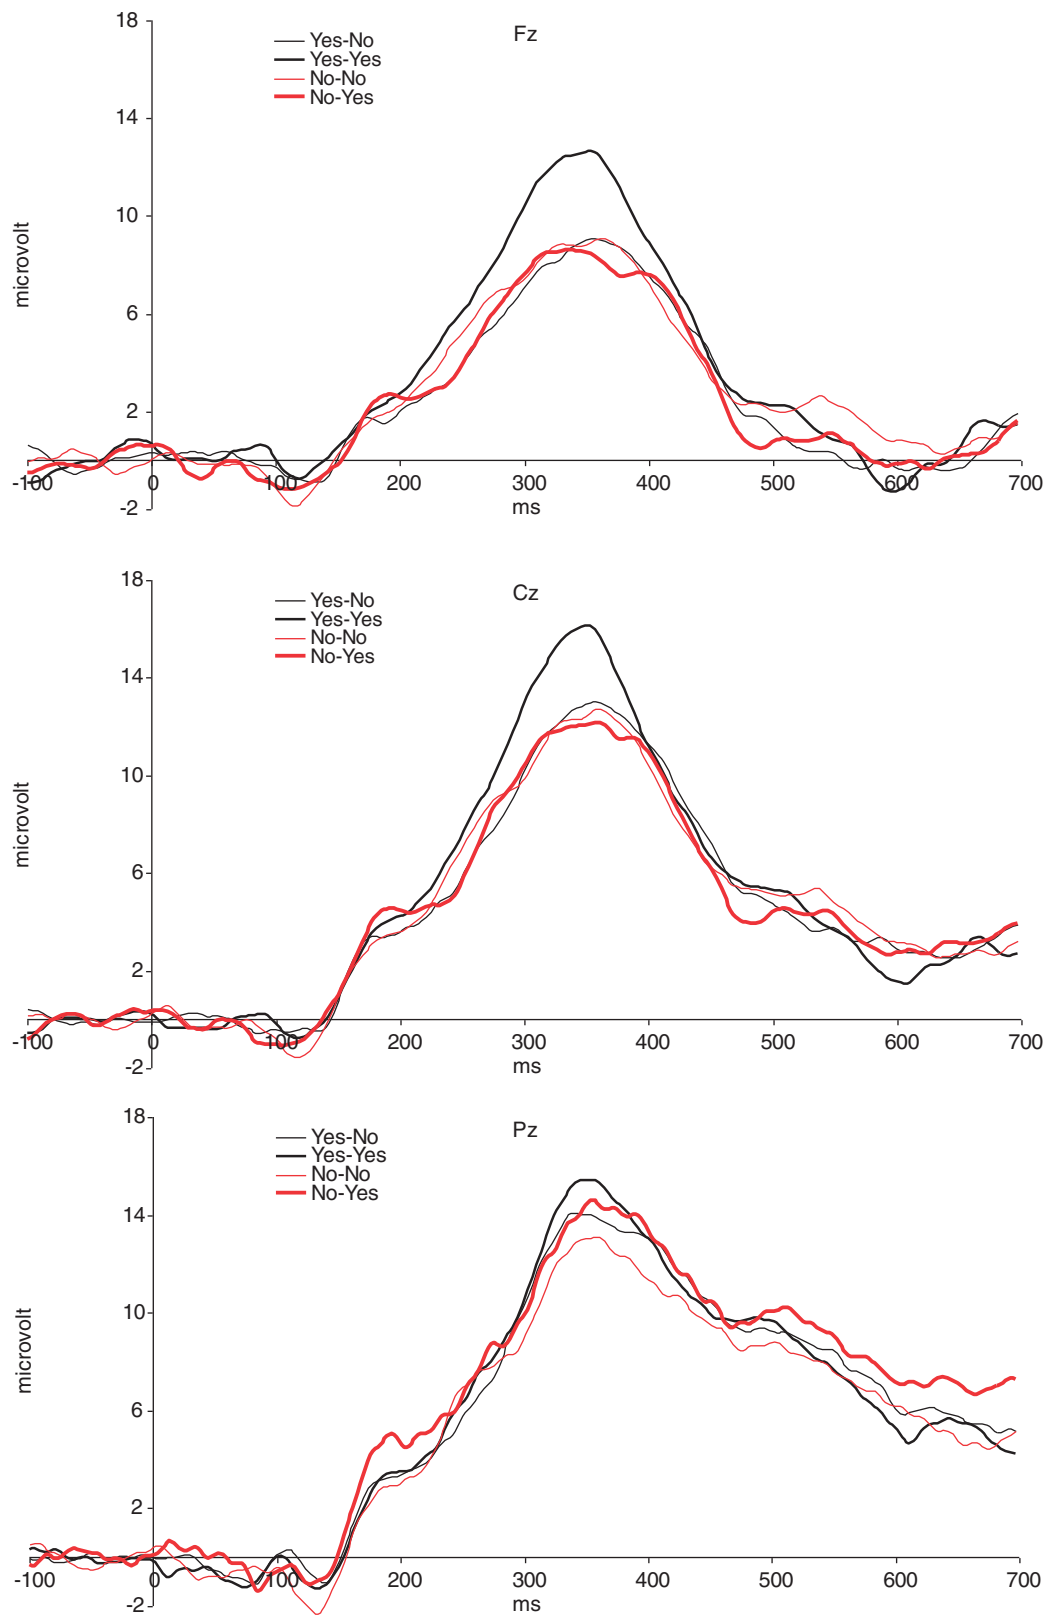 18
Fz
Yes-No
Yes-Yes
No-No
No-Yes
14
10
microvolt
6
2
-100 0 100 200 300 400 500 600 700
-2
ms
18
Cz
Yes-No
Yes-Yes
No-No
No-Yes
14
10
microvolt
6
2
-100 0 100 200 300 400 500 600 700
-2
ms
18
Pz
Yes-No
Yes-Yes
No-No
No-Yes
14
10
microvolt
6
2
-100 0 100 200 300 400 500 600 700
-2
ms